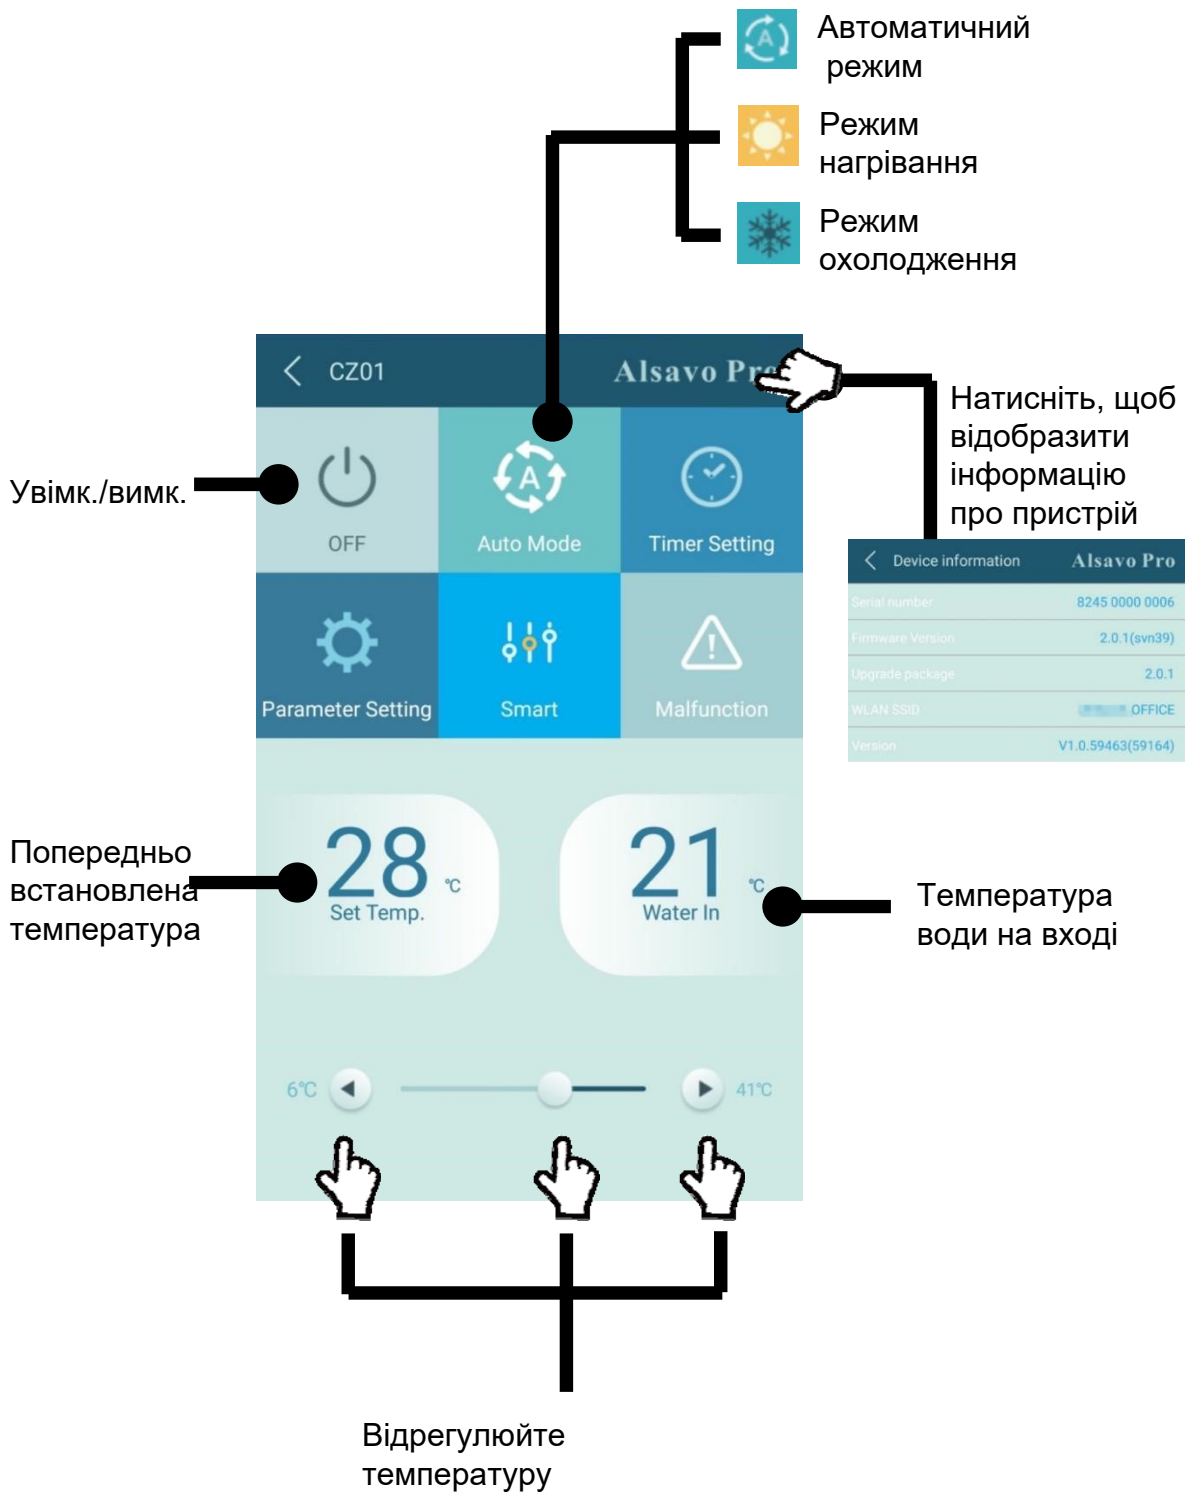 Автоматичний
режим
Режим
нагрівання
Режим
охолодження
CZ01
Alsavo Pro
Натисніть, щоб
відобразити
інформацію
про пристрій
Увімк./вимк.
OFF
Auto Mode
Timer Setting
Parameter Setting
Smart
Malfunction
Device information
Alsavo Pro
Serial number
8245 0000 0006
Firmware Version
2.0.1(svn39)
Upgrade package
2.0.1
WLAN SSID
OFFICE
Version
V1.0.59463(59164)
Попередньо
встановлена
температура
28 °C
Set Temp.
21 °C
Water In
Температура
води на вході
6°C
41°C
Відрегулюйте
температуру